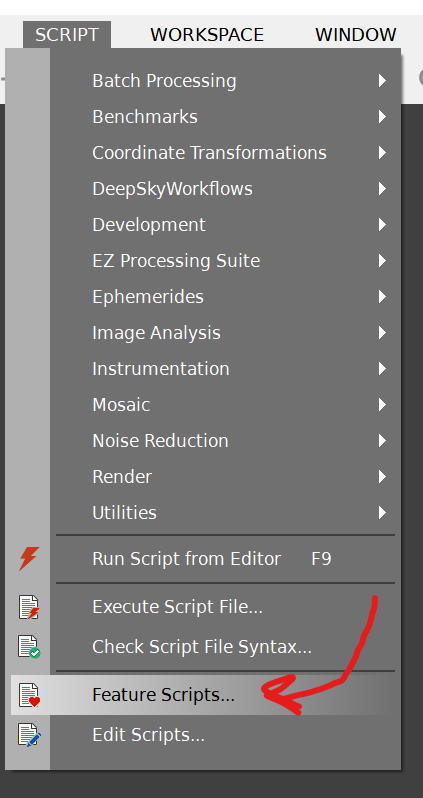 SCRIPT WORKSPACE WINDOW
Batch Processing
Benchmarks
Coordinate Transformations
DeepSkyWorkflows
Development
EZ Processing Suite
Ephemerides
Image Analysis
Instrumentation
Mosaic
Noise Reduction
Render
Utilities
Run Script from Editor F9
Execute Script File...
Check Script File Syntax...
Feature Scripts...
Edit Scripts...